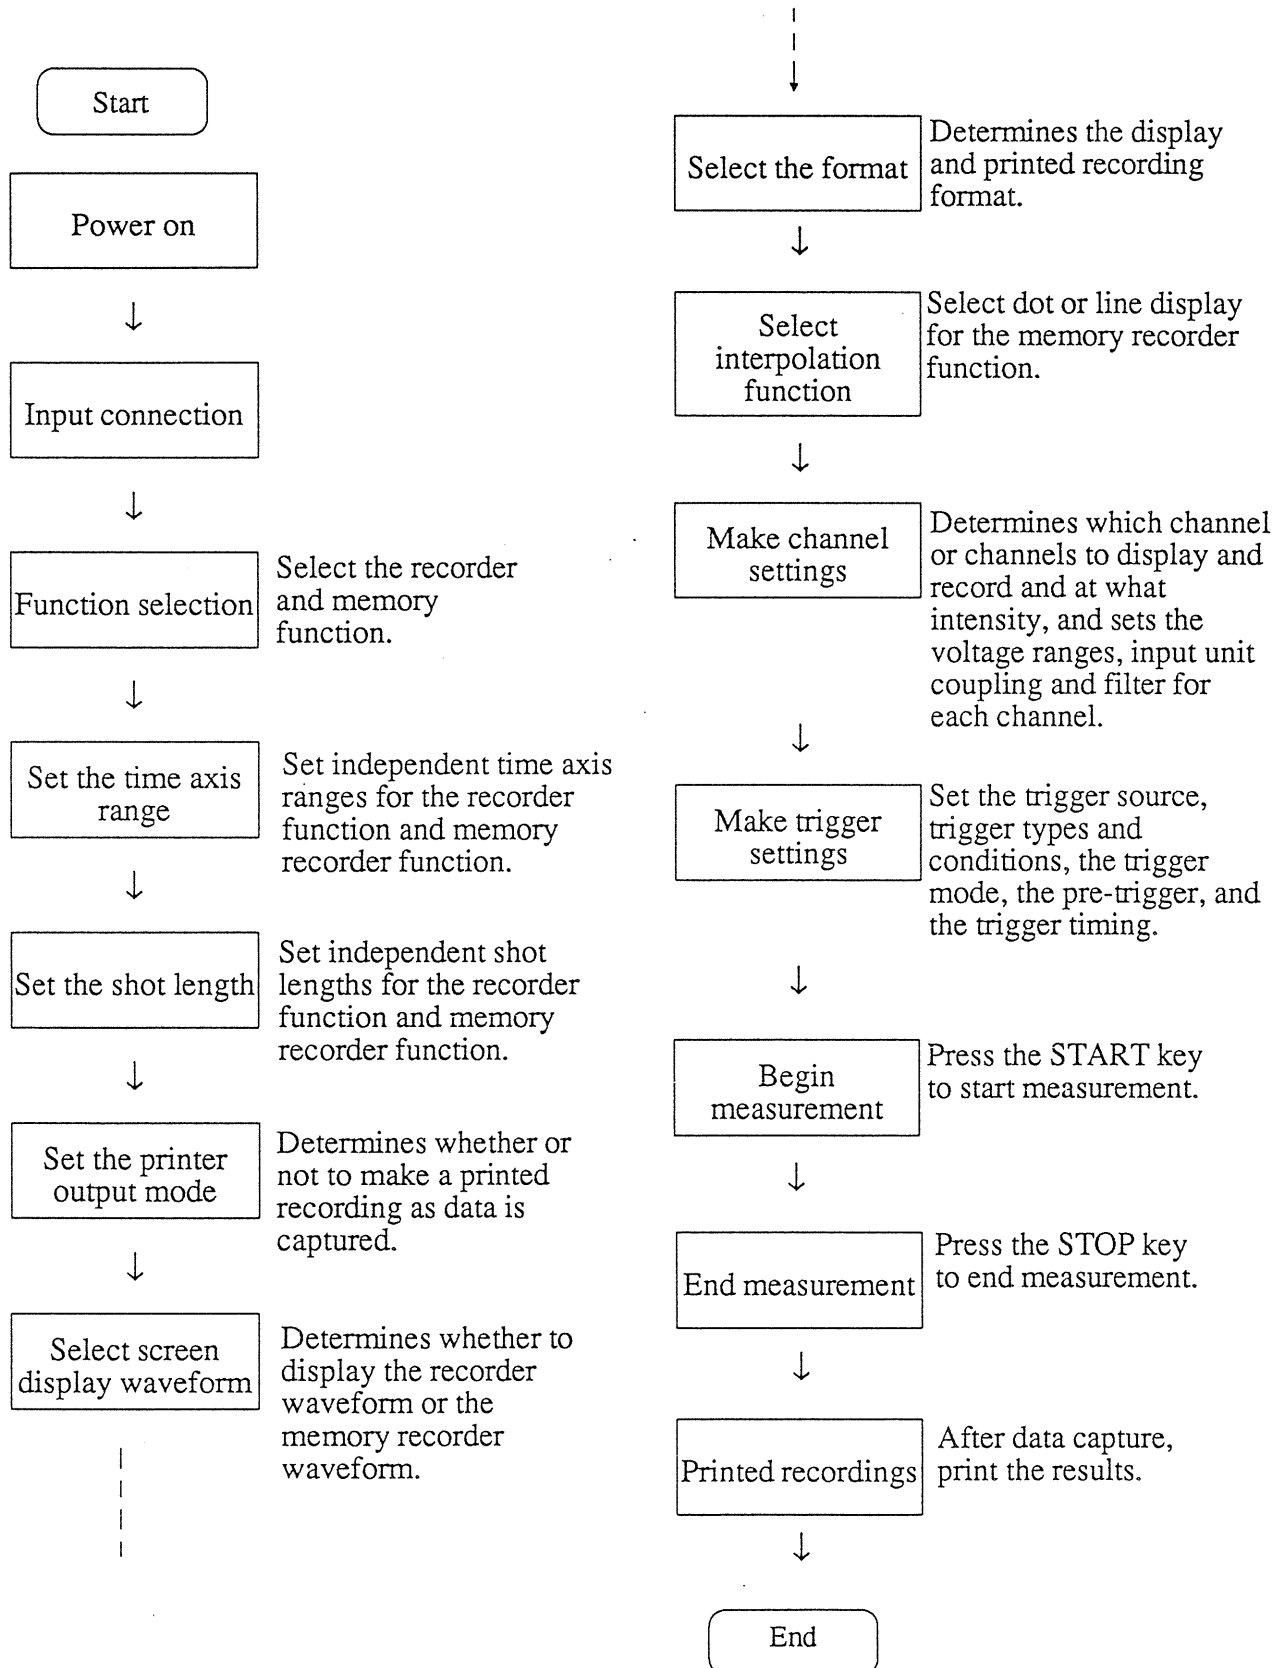 Start
Power on
Input connection
Function selection
Select the recorder
and memory
function.
Set the time axis
range
Set independent time axis
ranges for the recorder
function and memory
recorder function.
Set the shot length
Set independent shot
lengths for the recorder
function and memory
recorder function.
Set the printer
output mode
Determines whether or
not to make a printed
recording as data is
captured.
Select screen
display waveform
Determines whether to
display the recorder
waveform or the
memory recorder
waveform.
Select the format
Determines the display
and printed recording
format.
Select
interpolation
function
Select dot or line display
for the memory recorder
function.
Make channel
settings
Determines which channel
or channels to display and
record and at what
intensity, and sets the
voltage ranges, input unit
coupling and filter for
each channel.
Make trigger
settings
Set the trigger source,
trigger types and
conditions, the trigger
mode, the pre-trigger, and
the trigger timing.
Begin
measurement
Press the START key
to start measurement.
End measurement
Press the STOP key
to end measurement.
Printed recordings
After data capture,
print the results.
End